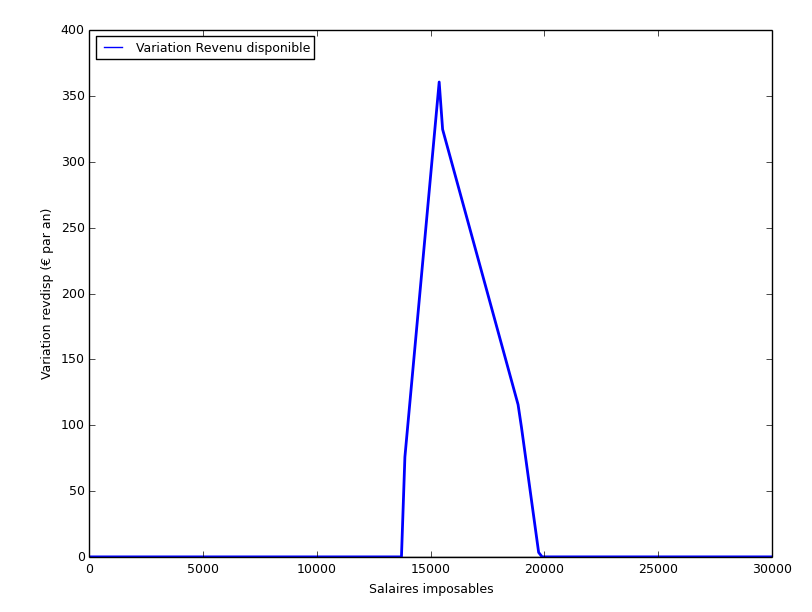 Variation Revenu disponible
400
350
300
250
200
150
100
50
0
Variation revdisp (€ par an)
0 5000 10000 15000 20000 25000 30000
Salaires imposables